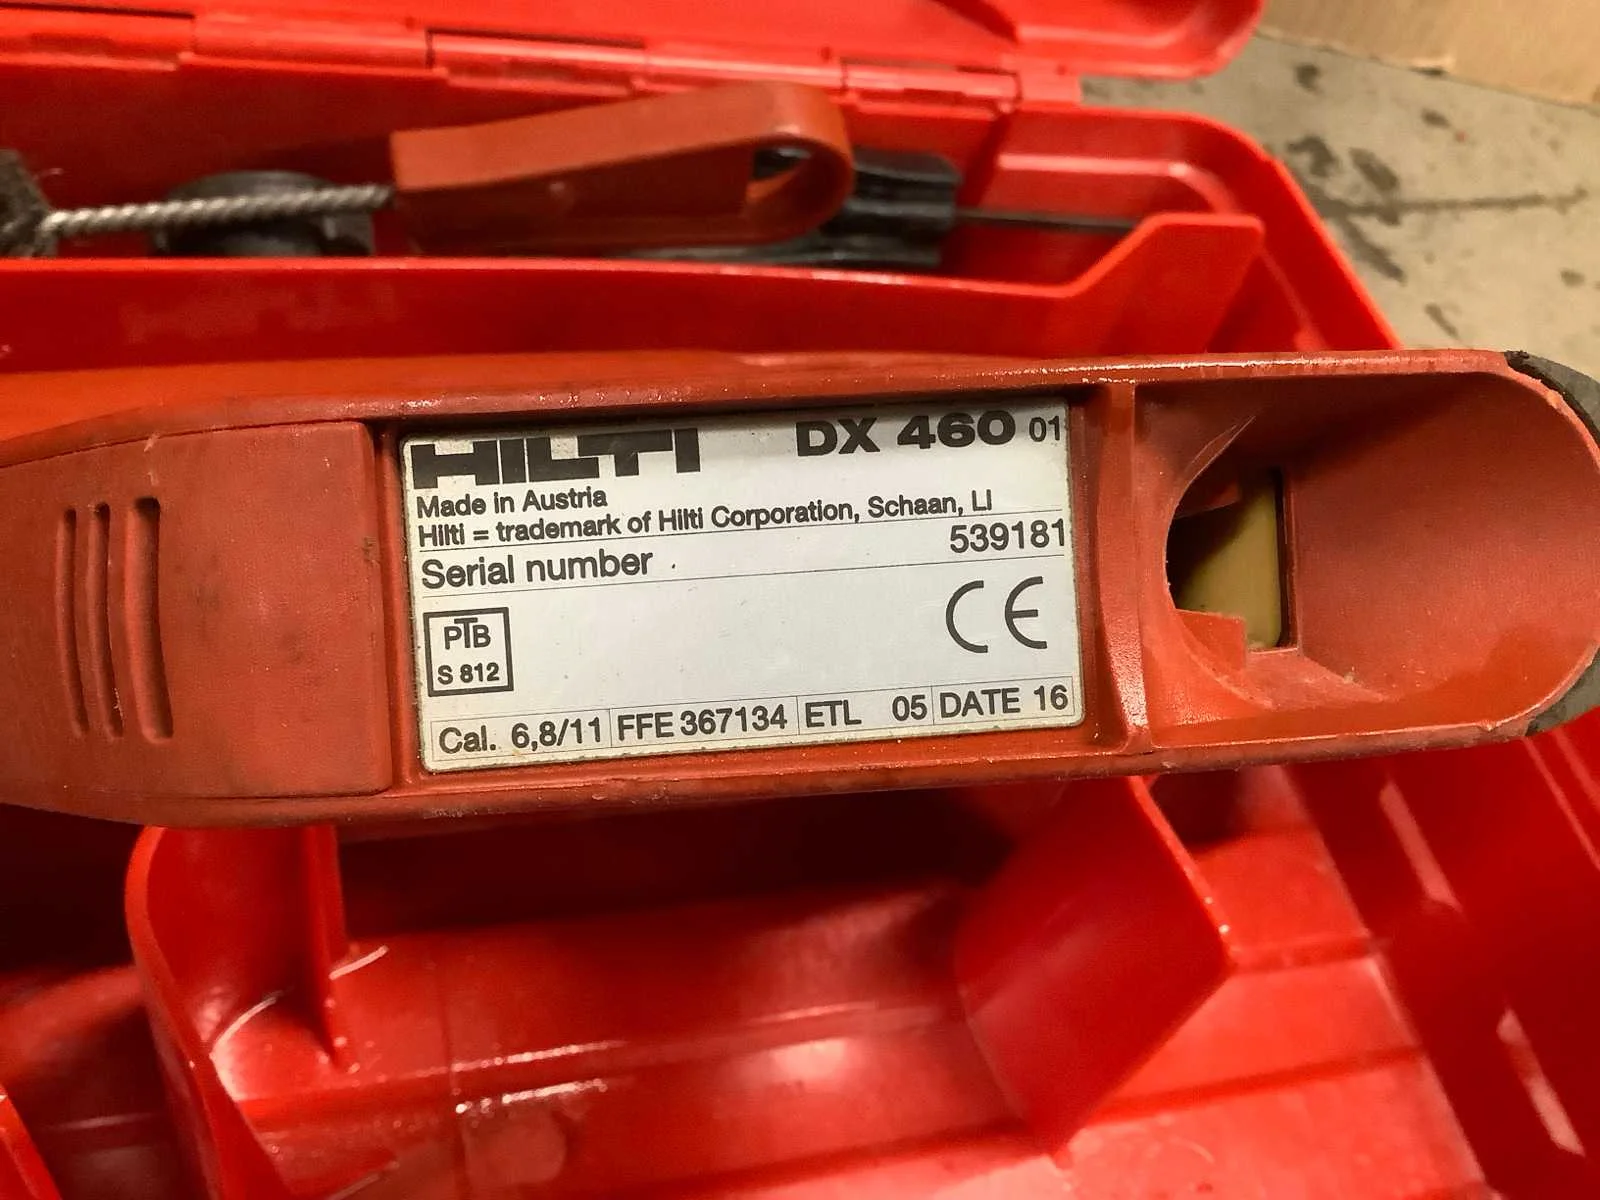 HILTI DX 460 01
Made in Austria
Hilti = trademark of Hilti Corporation, Schaan, LI
Serial number 539181
PTB
S 812
CE
Cal. 6,8/11 FFE 367134 ETL 05 DATE 16